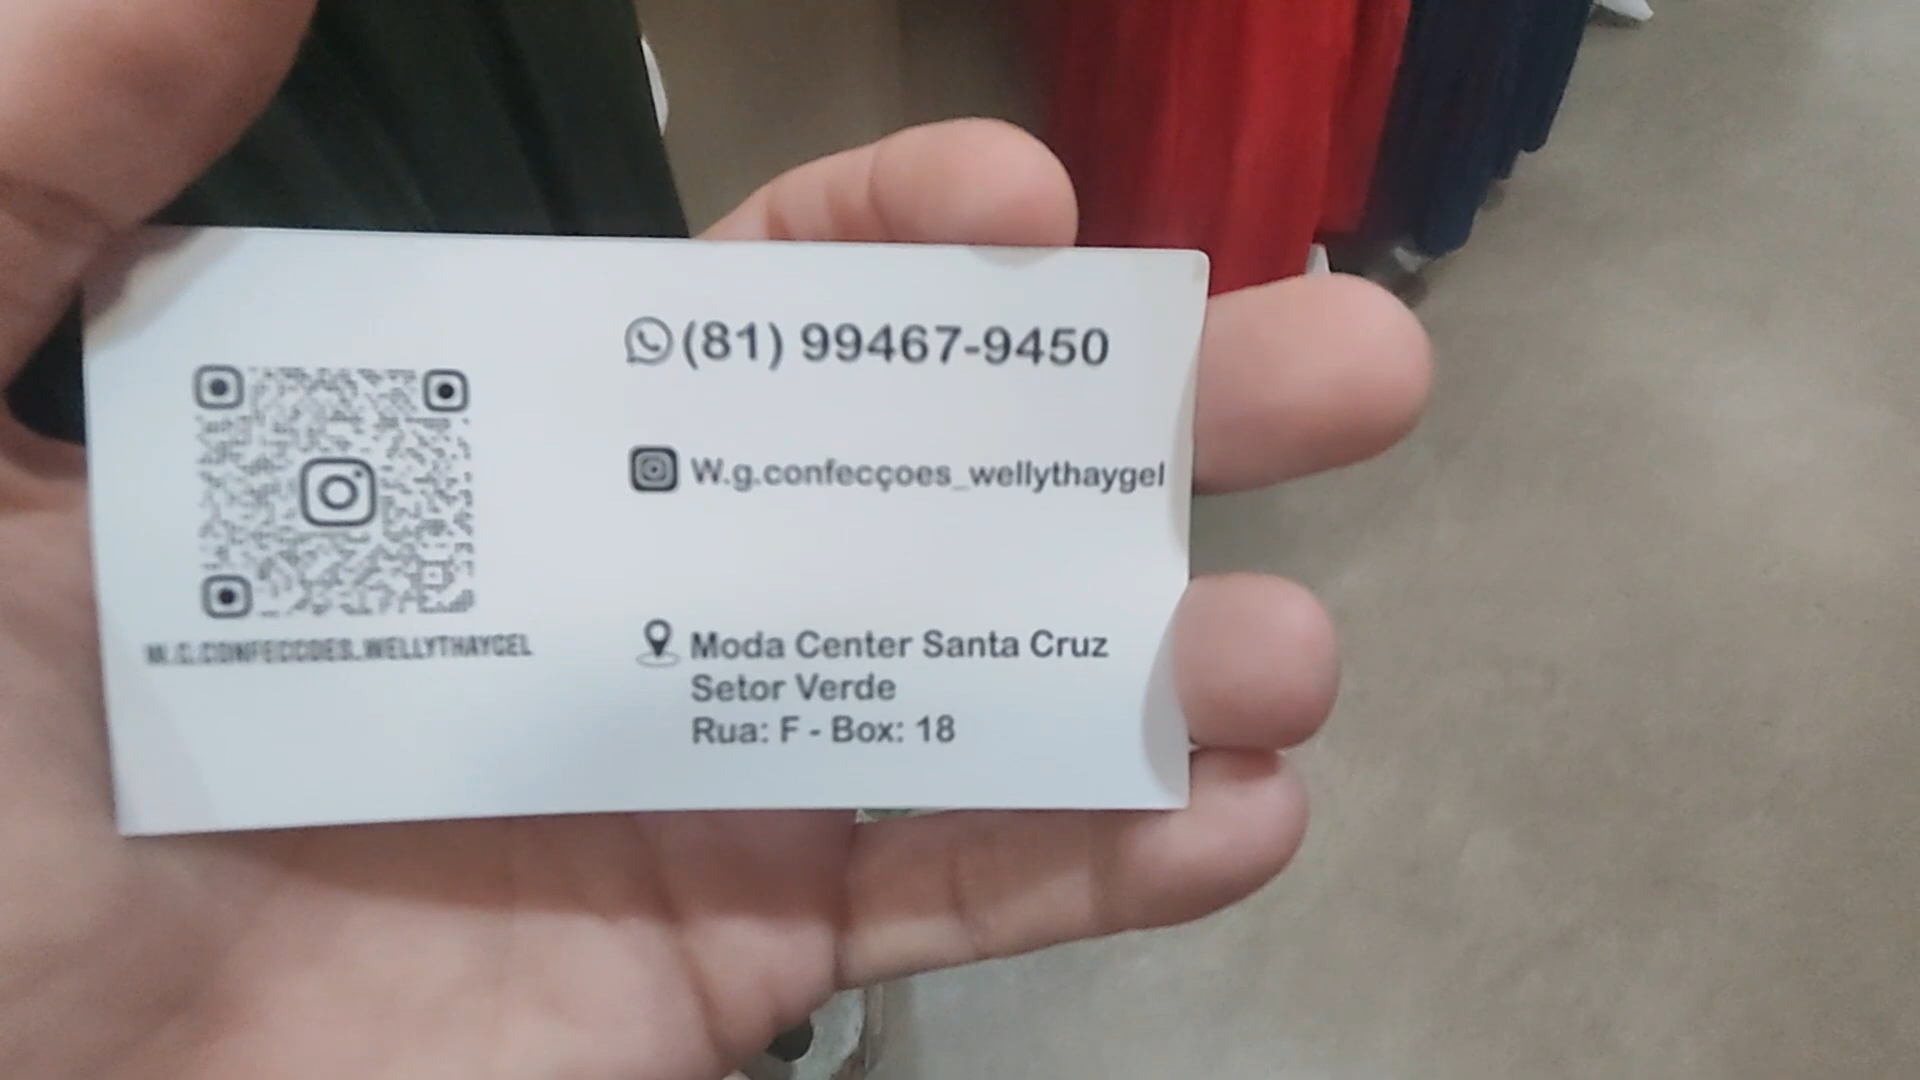 (81) 99467-9450
W.g.confecçoes_wellythaygel
W.G.CONFECCOES_WELLYTHAYGEL
Moda Center Santa Cruz
Setor Verde
Rua: F - Box: 18